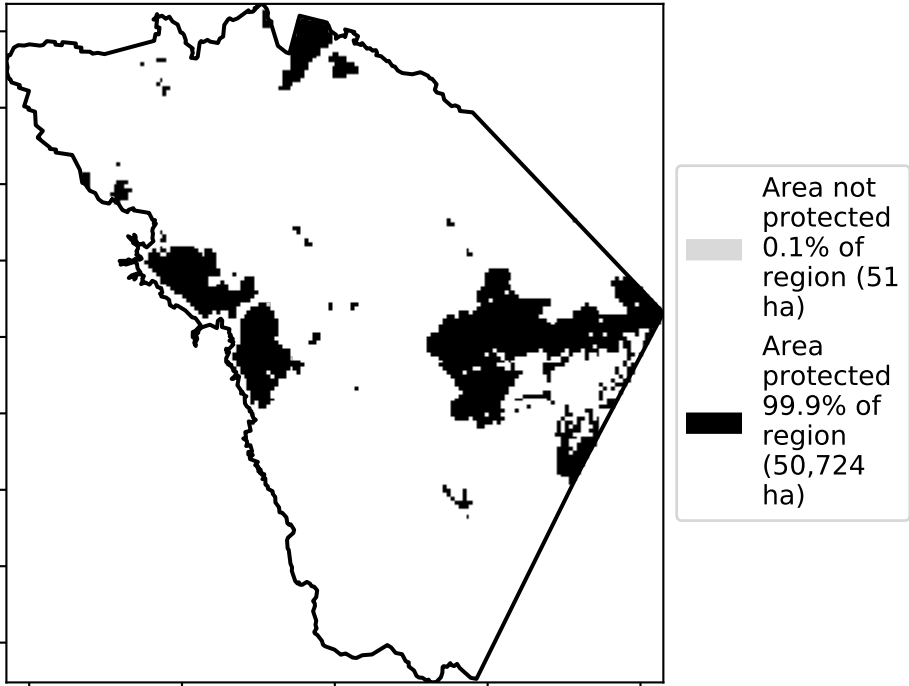 Area not
protected
0.1% of
region (51
ha)
Area
protected
99.9% of
region
(50,724
ha)